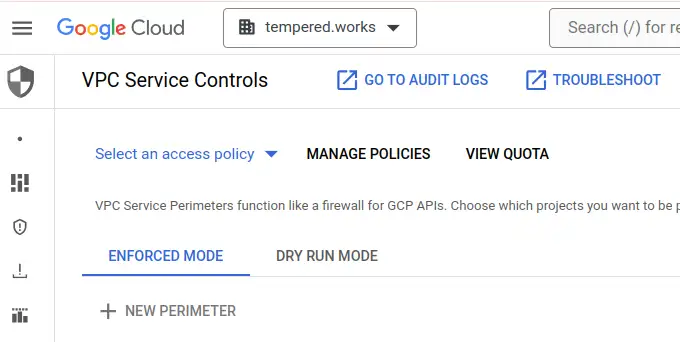 Google Cloud tempered.works Search (/) for re
VPC Service Controls GO TO AUDIT LOGS TROUBLESHOOT
Select an access policy MANAGE POLICIES VIEW QUOTA
VPC Service Perimeters function like a firewall for GCP APIs. Choose which projects you want to be p
ENFORCED MODE DRY RUN MODE
NEW PERIMETER